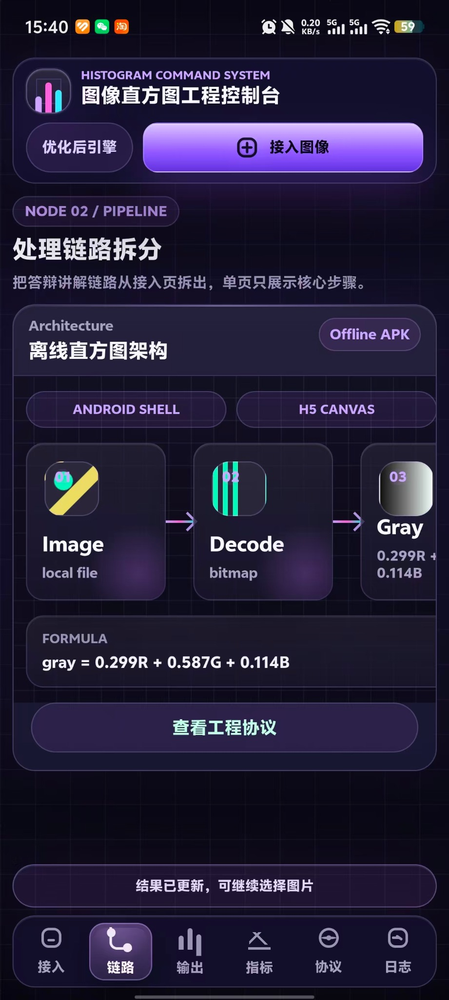 15:40
淘
0.20
KB/s
5G
5G
59
HISTOGRAM COMMAND SYSTEM
图像直方图工程控制台
优化后引擎
接入图像
NODE 02 / PIPELINE
处理链路拆分
把答辩讲解链路从接入页拆出，单页只展示核心步骤。
Architecture
离线直方图架构
Offline APK
ANDROID SHELL
H5 CANVAS
01
02
03
Image
local file
Decode
bitmap
Gray
0.299R +
0.114B
FORMULA
gray = 0.299R + 0.587G + 0.114B
查看工程协议
结果已更新，可继续选择图片
接入
链路
输出
指标
协议
日志